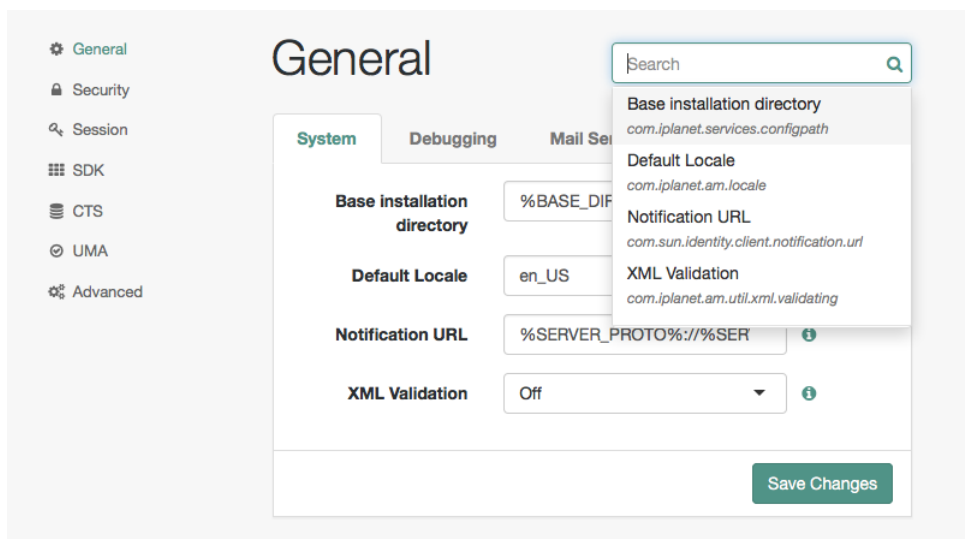 General
Security
Session
SDK
CTS
UMA
Advanced
General
Search
Base installation directory
com.iplanet.services.configpath
Default Locale
com.iplanet.am.locale
Notification URL
com.sun.identity.client.notification.url
XML Validation
com.iplanet.am.util.xml.validating
System
Debugging
Mail Se
Base installation
directory
%BASE_DIF
Default Locale
en_US
Notification URL
%SERVER_PROTO%://%SER
XML Validation
Off
Save Changes